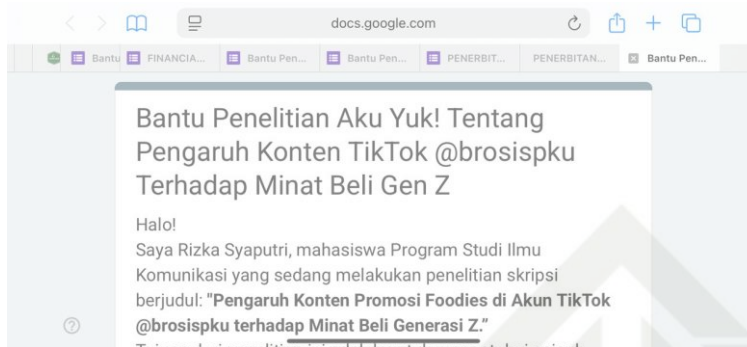 docs.google.com
Bantu FINANCIA... Bantu Pen... Bantu Pen... PENERBIT... PENERBITAN... Bantu Pen...
Bantu Penelitian Aku Yuk! Tentang
Pengaruh Konten TikTok @brosispku
Terhadap Minat Beli Gen Z
Halo!
Saya Rizka Syaputri, mahasiswa Program Studi Ilmu
Komunikasi yang sedang melakukan penelitian skripsi
berjudul: "Pengaruh Konten Promosi Foodies di Akun TikTok
@brosispku terhadap Minat Beli Generasi Z."